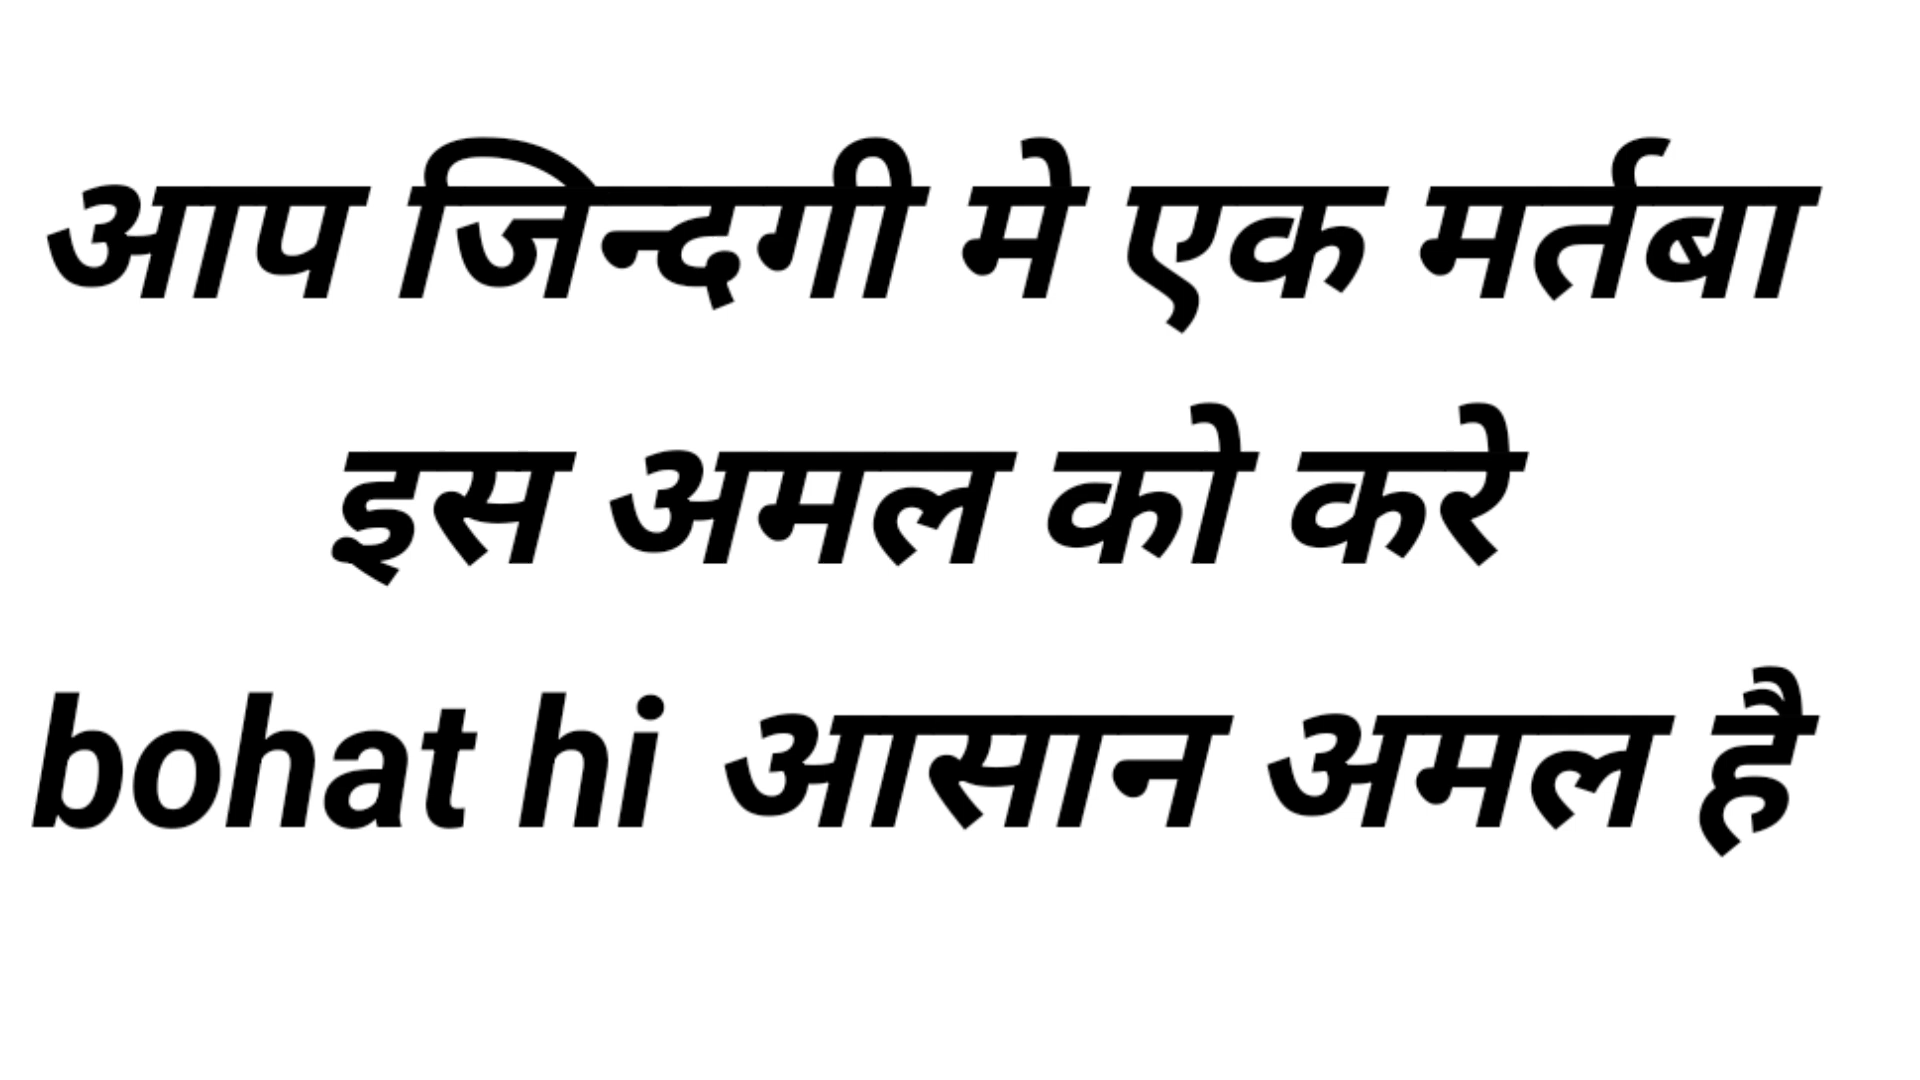 आप जिन्दगी मे एक मर्तबा
इस अमल को करे
bohat hi आसान अमल है